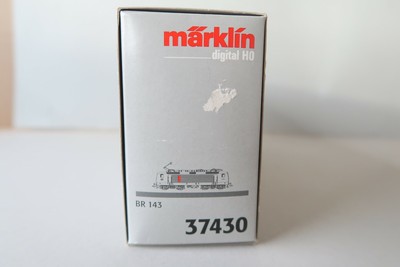 märklin
digital H0
BR 143
37430